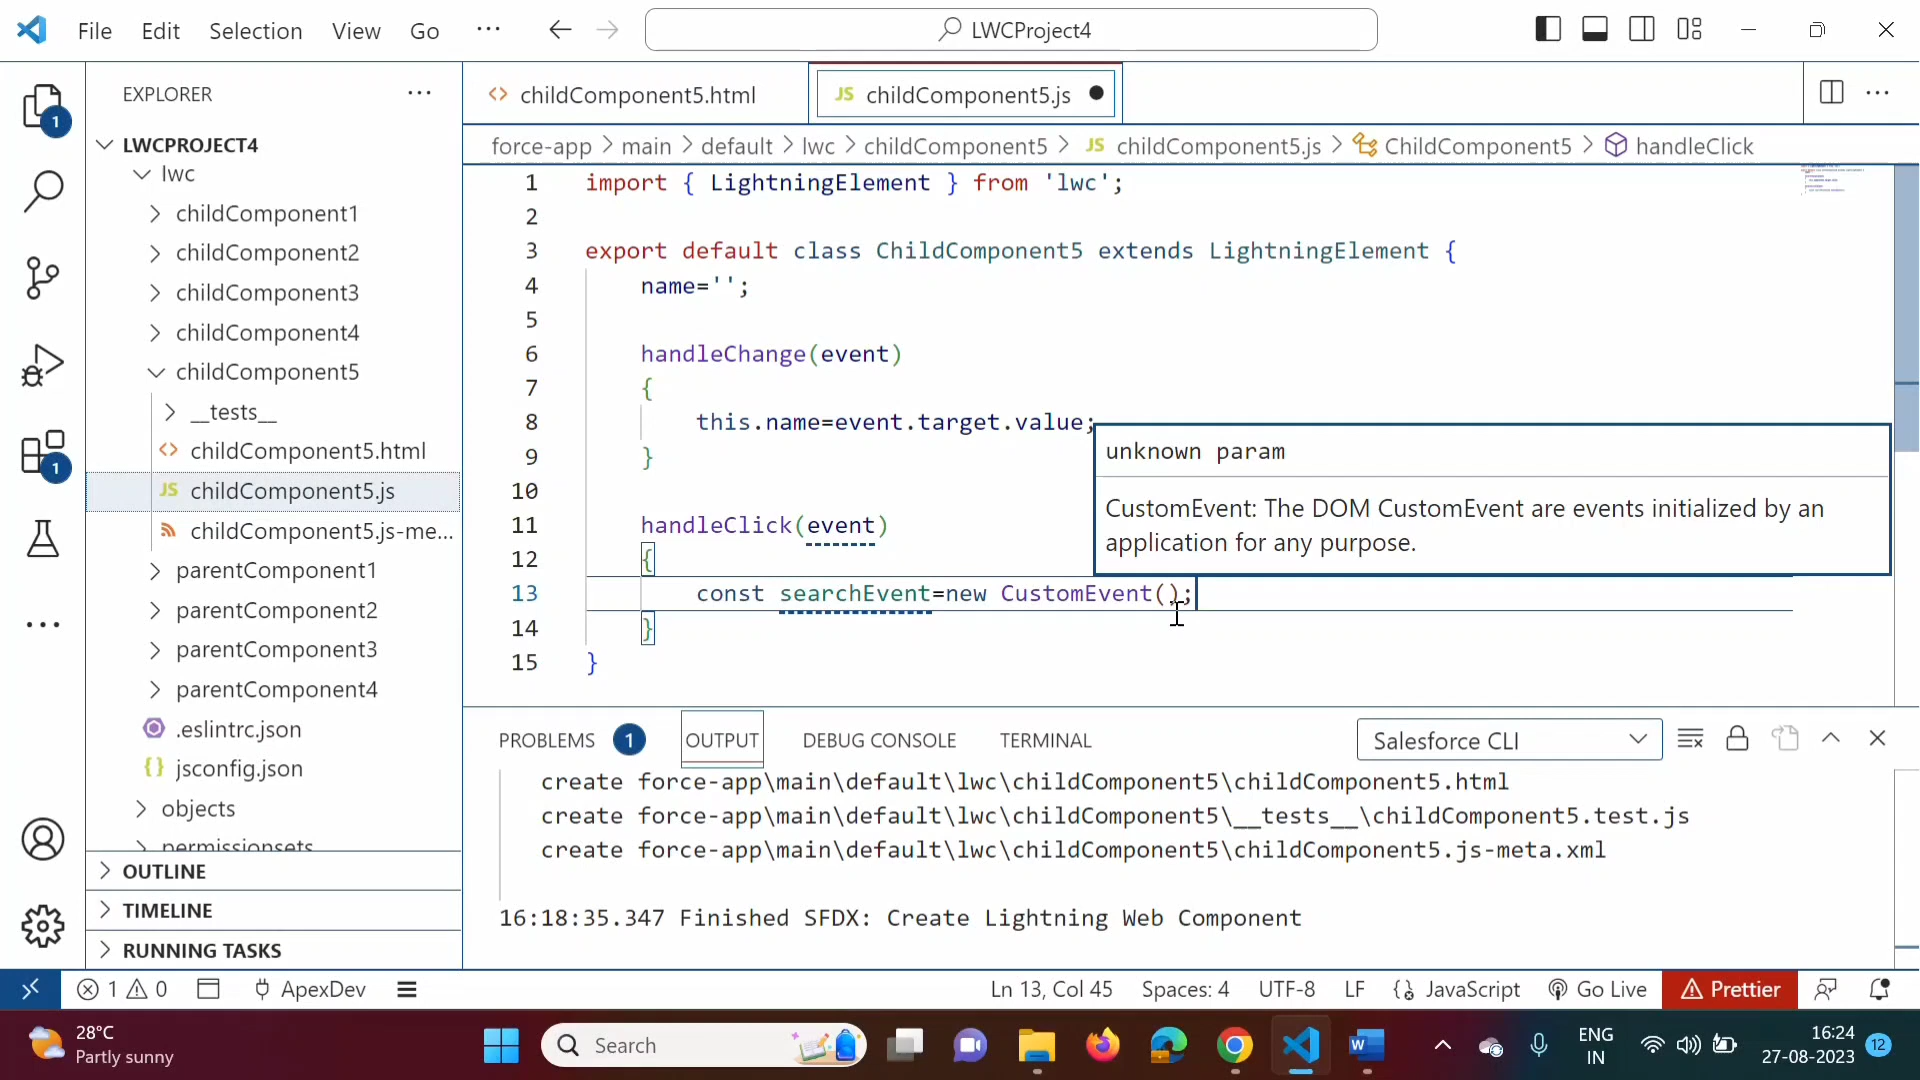 File Edit Selection View Go ··· LWCProject4
EXPLORER ···
LWCPROJECT4
lwc
childComponent1
childComponent2
childComponent3
childComponent4
childComponent5
__tests__
childComponent5.html
childComponent5.js
childComponent5.js-me...
parentComponent1
parentComponent2
parentComponent3
parentComponent4
.eslintrc.json
jsconfig.json
objects
permissionsets
OUTLINE
TIMELINE
RUNNING TASKS
1
1
childComponent5.html JS childComponent5.js
force-app > main > default > lwc > childComponent5 > JS childComponent5.js > ChildComponent5 > handleClick
1 import { LightningElement } from 'lwc';
2
3 export default class ChildComponent5 extends LightningElement {
4 name='';
5
6 handleChange(event)
7 {
8 this.name=event.target.value;
9 }
10
11 handleClick(event)
12 {
13 const searchEvent=new CustomEvent();
14 }
15 }
unknown param
CustomEvent: The DOM CustomEvent are events initialized by an
application for any purpose.
PROBLEMS 1 OUTPUT DEBUG CONSOLE TERMINAL Salesforce CLI
create force-app\main\default\lwc\childComponent5\childComponent5.html
create force-app\main\default\lwc\childComponent5\__tests__\childComponent5.test.js
create force-app\main\default\lwc\childComponent5\childComponent5.js-meta.xml
16:18:35.347 Finished SFDX: Create Lightning Web Component
1 0 ApexDev Ln 13, Col 45 Spaces: 4 UTF-8 LF JavaScript Go Live Prettier
28°C
Partly sunny
Search
ENG
IN
16:24
27-08-2023
12